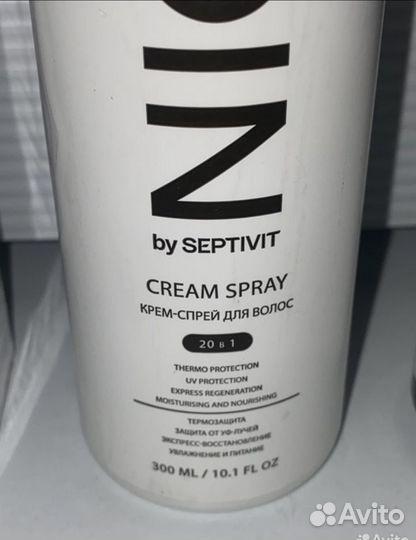 by SEPTIVIT
CREAM SPRAY
КРЕМ-СПРЕЙ ДЛЯ ВОЛОС
20 в 1
THERMO PROTECTION
UV PROTECTION
EXPRESS REGENERATION
MOISTURISING AND NOURISHING
ТЕРМОЗАЩИТА
ЗАЩИТА ОТ УФ-ЛУЧЕЙ
ЭКСПРЕСС-ВОССТАНОВЛЕНИЕ
УВЛАЖНЕНИЕ И ПИТАНИЕ
300 ML / 10.1 FL OZ
Avito
Avito